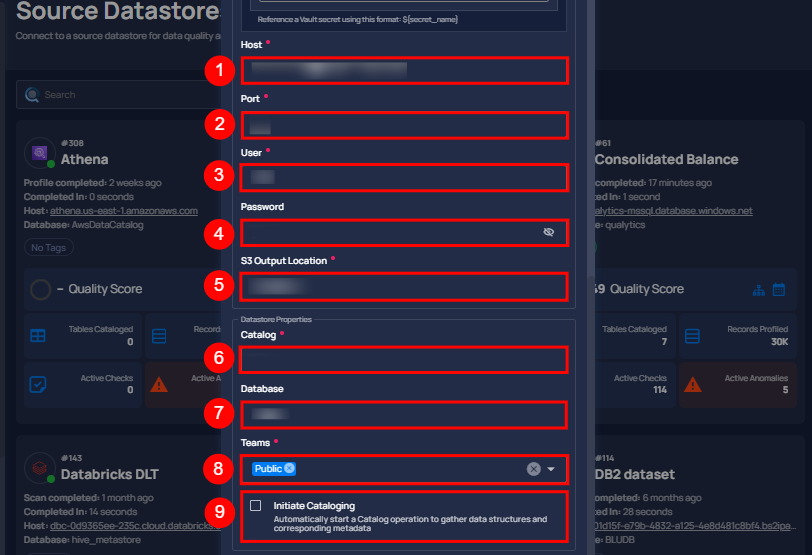 Source Datastore
Connect to a source datastore for data quality a
Search
Reference a Vault secret using this format: ${secret_name}
Host *
1
Port *
2
User *
3
Password
4
S3 Output Location *
5
Datastore Properties
Catalog *
6
Database
7
Teams *
8
Public
9
Initiate Cataloging
Automatically start a Catalog operation to gather data structures and
corresponding metadata
#308
Athena
Profile completed: 2 weeks ago
Completed In: 0 seconds
Host: athena.us-east-1.amazonaws.com
Database: AwsDataCatalog
No Tags
– Quality Score
Tables Cataloged
0
Records
Active Checks
0
Active A
#143
Databricks DLT
Scan completed: 1 month ago
Completed In: 14 seconds
Host: dbc-0d9365ee-235c.cloud.databricks
Database: hive_metastore
#61
Consolidated Balance
completed: 17 minutes ago
In: 1 second
alytics-mssql.database.windows.net
e: qualytics
49 Quality Score
Tables Cataloged
7
Records Profiled
30K
Active Checks
114
Active Anomalies
5
#114
DB2 dataset
completed: 6 months ago
In: 28 seconds
01d15f-e79b-4832-a125-4e8d481c8bf4.bs2ipa...
e: BLUDB